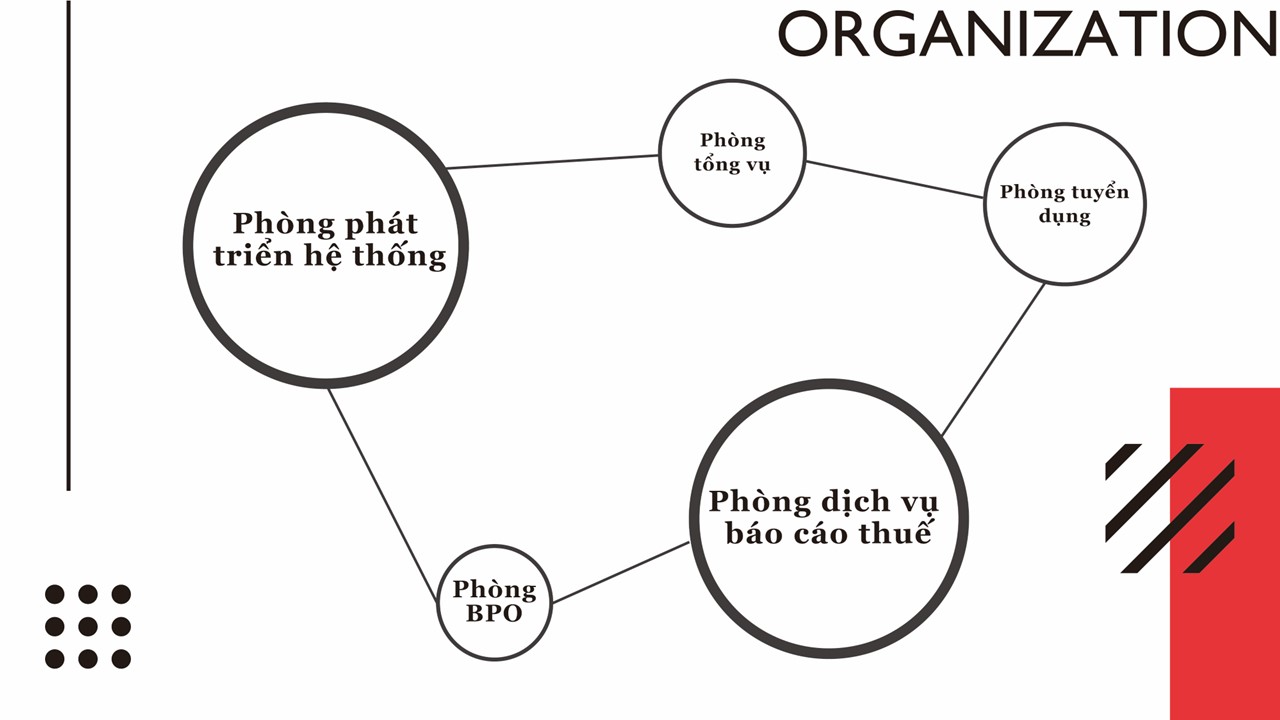 ORGANIZATION
Phòng
tổng vụ
Phòng tuyển
dụng
Phòng phát
triển hệ thống
Phòng dịch vụ
báo cáo thuế
Phòng
BPO